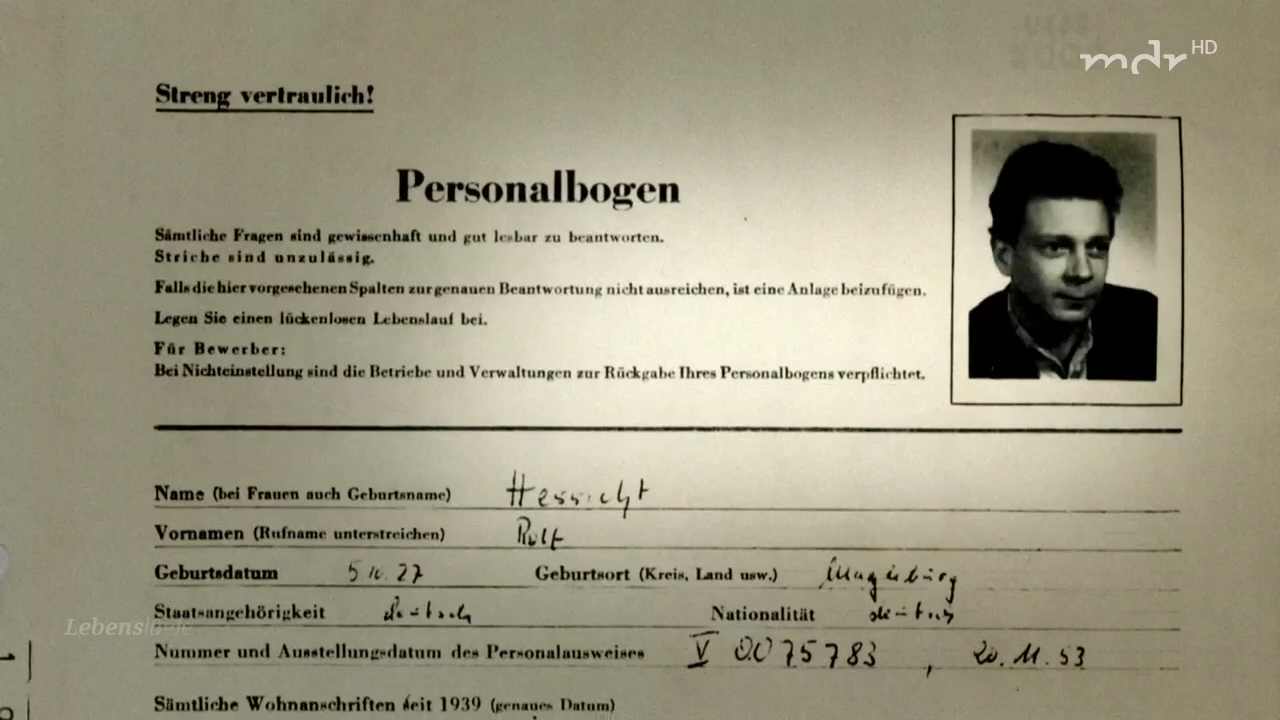 mdr HD
Streng vertraulich!
Personalbogen
Sämtliche Fragen sind gewissenhaft und gut lesbar zu beantworten.
Striche sind unzulässig.
Falls die hier vorgesehenen Spalten zur genauen Beantwortung nicht ausreichen, ist eine Anlage beizufügen.
Legen Sie einen lückenlosen Lebenslauf bei.
Für Bewerber:
Bei Nichteinstellung sind die Betriebe und Verwaltungen zur Rückgabe Ihres Personalbogens verpflichtet.
Name (bei Frauen auch Geburtsname) Herricht
Vornamen (Rufname unterstreichen) Rolf
Geburtsdatum 27 Geburtsort (Kreis, Land usw.) Magdeburg
Staatsangehörigkeit deutsch Nationalität deutsch
Lebens
Nummer und Ausstellungsdatum des Personalausweises V 0075783, 20.11.53
Sämtliche Wohnanschriften seit 1939 (genaues Datum)